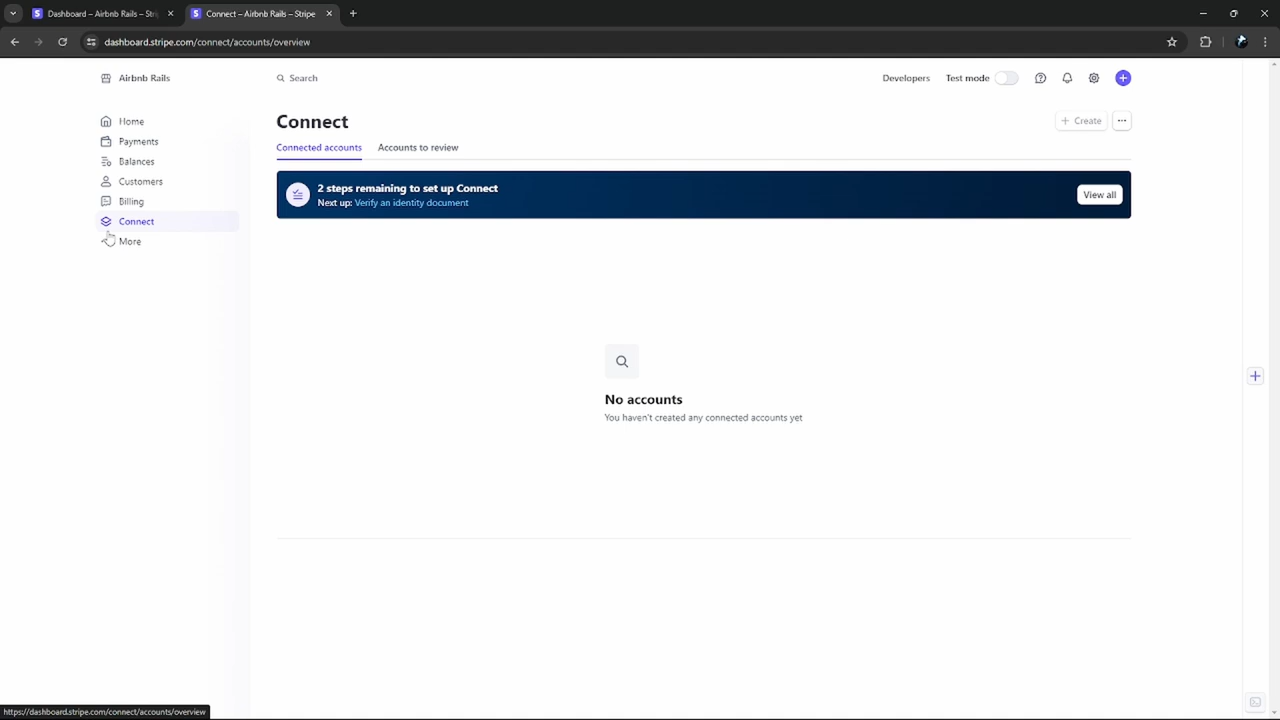 Dashboard – Airbnb Rails – Stri
Connect – Airbnb Rails – Stripe
dashboard.stripe.com/connect/accounts/overview
Airbnb Rails
Search
Developers
Test mode
Home
Payments
Balances
Customers
Billing
Connect
More
Connect
Create
Connected accounts
Accounts to review
2 steps remaining to set up Connect
Next up: Verify an identity document
View all
No accounts
You haven't created any connected accounts yet
https://dashboard.stripe.com/connect/accounts/overview